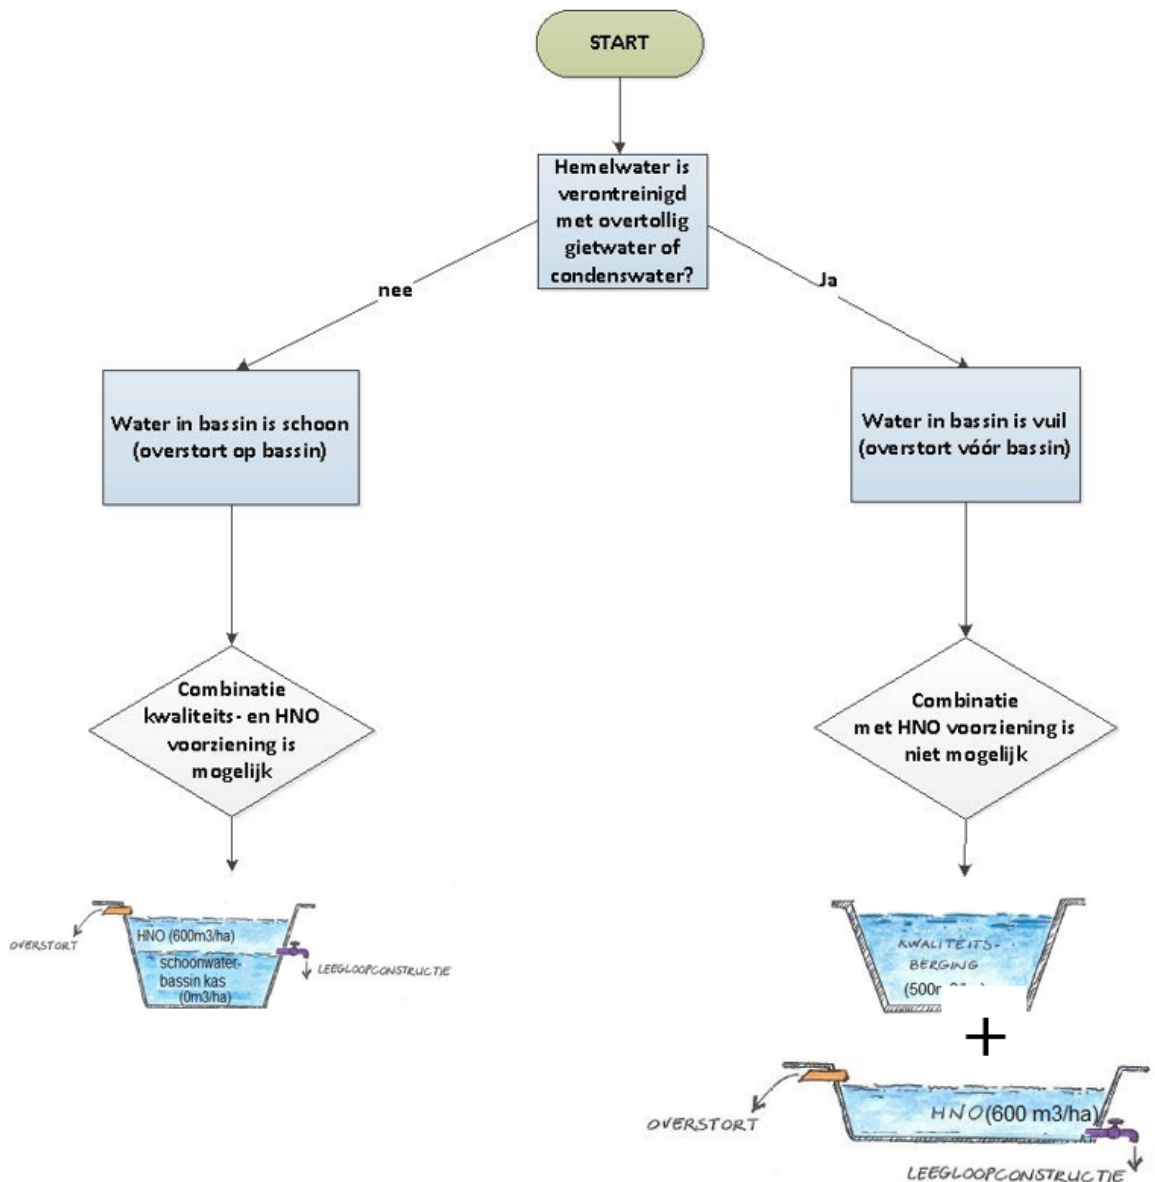 START
Hemelwater is
verontreinigd
met overtollig
gietwater of
condenswater?
nee
Ja
Water in bassin is schoon
(overstort op bassin)
Water in bassin is vuil
(overstort vóór bassin)
Combinatie
kwaliteits- en HNO
voorziening is
mogelijk
Combinatie
met HNO voorziening is
niet mogelijk
OVERSTORT
HNO (600m3/ha)
schoonwater-
bassin kas
(0m3/ha)
LEEGLOOPCONSTRUCTIE
KWALITEITS-
BERGING
+
OVERSTORT
HNO (600 m3/ha)
LEEGLOOPCONSTRUCTIE